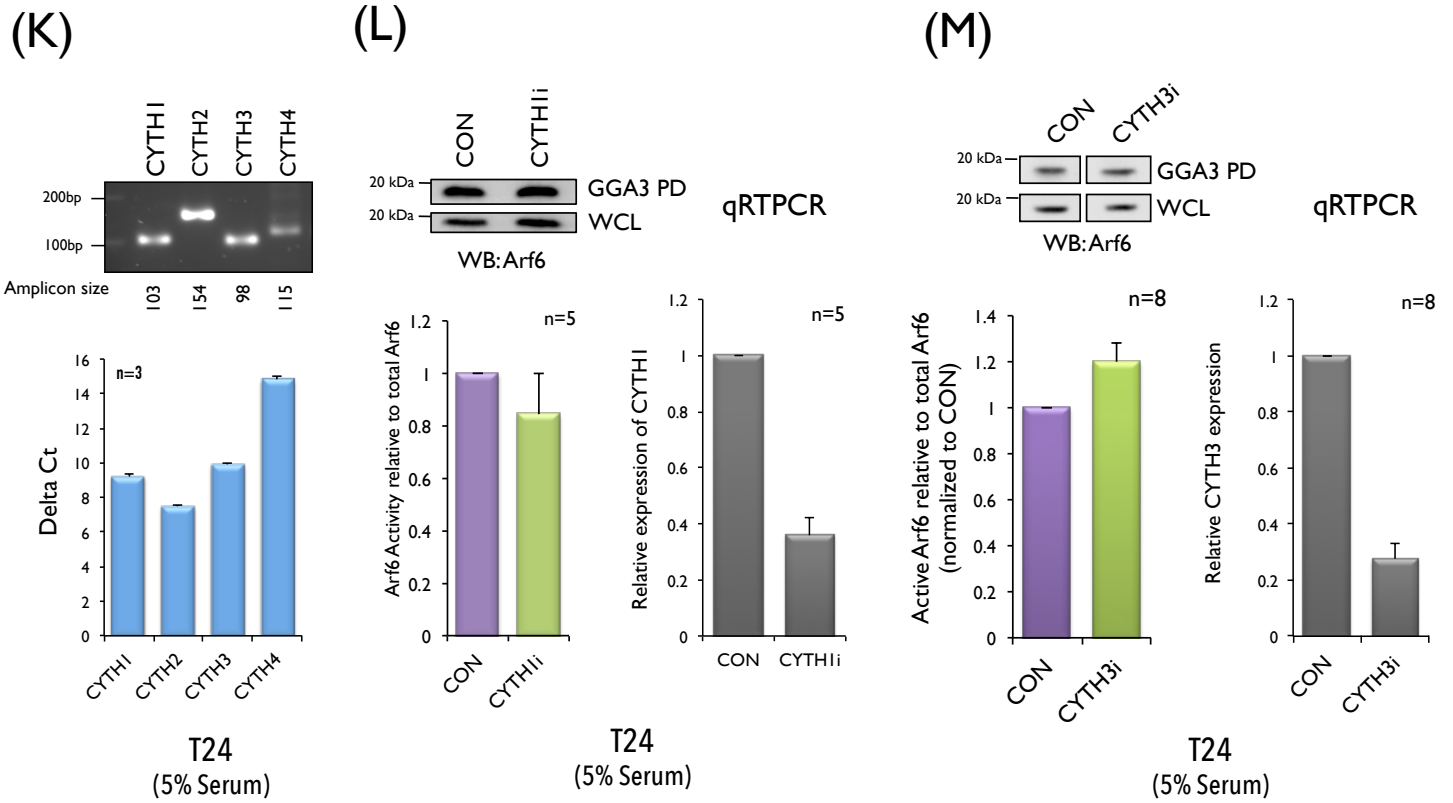 (K)
CYTH1
CYTH2
CYTH3
CYTH4
200bp
100bp
Amplicon size
103
154
98
115
n=3
Delta Ct
16
14
12
10
8
6
4
2
0
CYTH1
CYTH2
CYTH3
CYTH4
T24
(5% Serum)
(L)
CON
CYTH1i
20 kDa
GGA3 PD
20 kDa
WCL
WB:Arf6
qRTPCR
n=5
Arf6 Activity relative to total Arf6
1.2
1
0.8
0.6
0.4
0.2
0
CON
CYTH1i
n=5
Relative expression of CYTH1
1.2
1
0.8
0.6
0.4
0.2
0
CON
CYTH1i
T24
(5% Serum)
(M)
CON
CYTH3i
20 kDa
GGA3 PD
20 kDa
WCL
WB:Arf6
qRTPCR
n=8
Active Arf6 relative to total Arf6
(normalized to CON)
1.4
1.2
1
0.8
0.6
0.4
0.2
0
CON
CYTH3i
n=8
Relative CYTH3 expression
1.2
1
0.8
0.6
0.4
0.2
0
CON
CYTH3i
T24
(5% Serum)